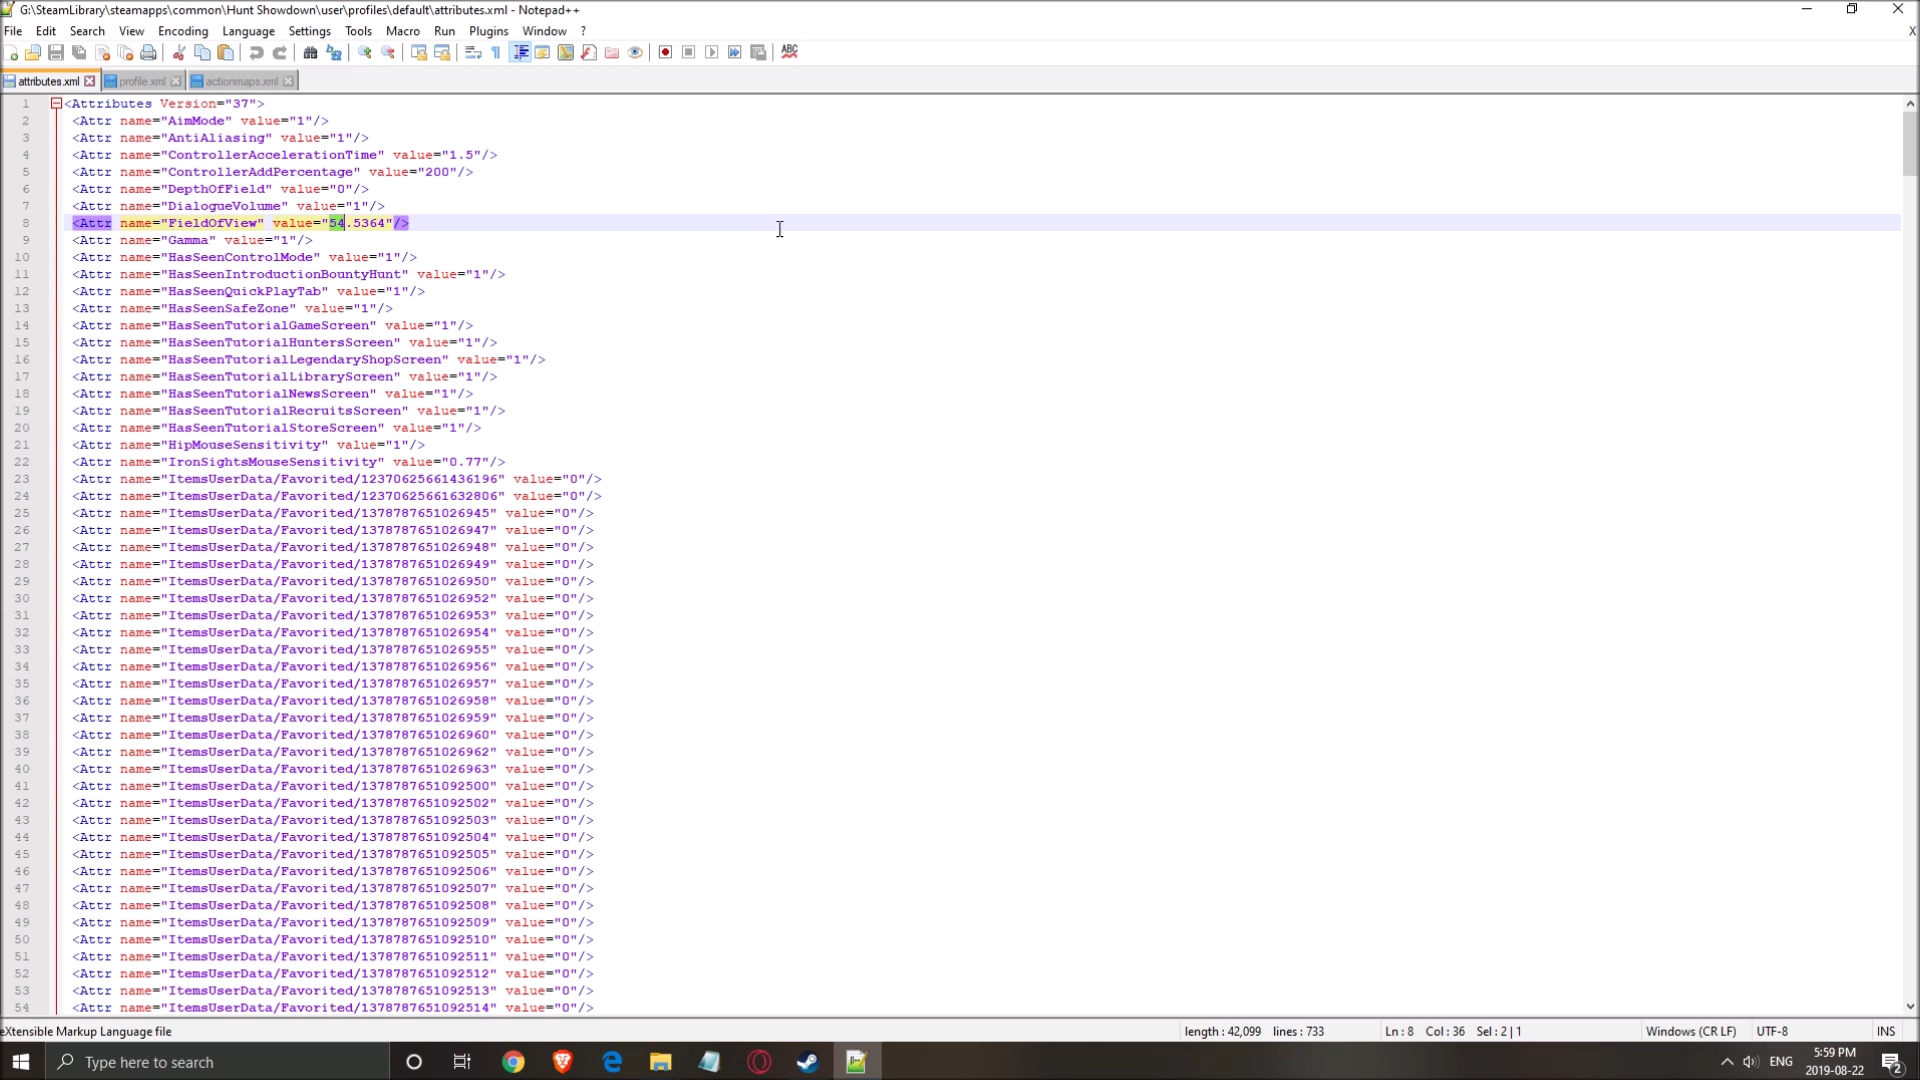 G:\SteamLibrary\steamapps\common\Hunt Showdown\user\profiles\default\attributes.xml - Notepad++
File Edit Search View Encoding Language Settings Tools Macro Run Plugins Window ? X
attributes.xml profile.xml actionmaps.xml
1 <Attributes Version="37">
2 <Attr name="AimMode" value="1"/>
3 <Attr name="AntiAliasing" value="1"/>
4 <Attr name="ControllerAccelerationTime" value="1.5"/>
5 <Attr name="ControllerAddPercentage" value="200"/>
6 <Attr name="DepthOfField" value="0"/>
7 <Attr name="DialogueVolume" value="1"/>
8 <Attr name="FieldOfView" value="54.5364"/>
9 <Attr name="Gamma" value="1"/>
10 <Attr name="HasSeenControlMode" value="1"/>
11 <Attr name="HasSeenIntroductionBountyHunt" value="1"/>
12 <Attr name="HasSeenQuickPlayTab" value="1"/>
13 <Attr name="HasSeenSafeZone" value="1"/>
14 <Attr name="HasSeenTutorialGameScreen" value="1"/>
15 <Attr name="HasSeenTutorialHuntersScreen" value="1"/>
16 <Attr name="HasSeenTutorialLegendaryShopScreen" value="1"/>
17 <Attr name="HasSeenTutorialLibraryScreen" value="1"/>
18 <Attr name="HasSeenTutorialNewsScreen" value="1"/>
19 <Attr name="HasSeenTutorialRecruitsScreen" value="1"/>
20 <Attr name="HasSeenTutorialStoreScreen" value="1"/>
21 <Attr name="HipMouseSensitivity" value="1"/>
22 <Attr name="IronSightsMouseSensitivity" value="0.77"/>
23 <Attr name="ItemsUserData/Favorited/12370625661436196" value="0"/>
24 <Attr name="ItemsUserData/Favorited/12370625661632806" value="0"/>
25 <Attr name="ItemsUserData/Favorited/1378787651026945" value="0"/>
26 <Attr name="ItemsUserData/Favorited/1378787651026947" value="0"/>
27 <Attr name="ItemsUserData/Favorited/1378787651026948" value="0"/>
28 <Attr name="ItemsUserData/Favorited/1378787651026949" value="0"/>
29 <Attr name="ItemsUserData/Favorited/1378787651026950" value="0"/>
30 <Attr name="ItemsUserData/Favorited/1378787651026952" value="0"/>
31 <Attr name="ItemsUserData/Favorited/1378787651026953" value="0"/>
32 <Attr name="ItemsUserData/Favorited/1378787651026954" value="0"/>
33 <Attr name="ItemsUserData/Favorited/1378787651026955" value="0"/>
34 <Attr name="ItemsUserData/Favorited/1378787651026956" value="0"/>
35 <Attr name="ItemsUserData/Favorited/1378787651026957" value="0"/>
36 <Attr name="ItemsUserData/Favorited/1378787651026958" value="0"/>
37 <Attr name="ItemsUserData/Favorited/1378787651026959" value="0"/>
38 <Attr name="ItemsUserData/Favorited/1378787651026960" value="0"/>
39 <Attr name="ItemsUserData/Favorited/1378787651026962" value="0"/>
40 <Attr name="ItemsUserData/Favorited/1378787651026963" value="0"/>
41 <Attr name="ItemsUserData/Favorited/1378787651092500" value="0"/>
42 <Attr name="ItemsUserData/Favorited/1378787651092502" value="0"/>
43 <Attr name="ItemsUserData/Favorited/1378787651092503" value="0"/>
44 <Attr name="ItemsUserData/Favorited/1378787651092504" value="0"/>
45 <Attr name="ItemsUserData/Favorited/1378787651092505" value="0"/>
46 <Attr name="ItemsUserData/Favorited/1378787651092506" value="0"/>
47 <Attr name="ItemsUserData/Favorited/1378787651092507" value="0"/>
48 <Attr name="ItemsUserData/Favorited/1378787651092508" value="0"/>
49 <Attr name="ItemsUserData/Favorited/1378787651092509" value="0"/>
50 <Attr name="ItemsUserData/Favorited/1378787651092510" value="0"/>
51 <Attr name="ItemsUserData/Favorited/1378787651092511" value="0"/>
52 <Attr name="ItemsUserData/Favorited/1378787651092512" value="0"/>
53 <Attr name="ItemsUserData/Favorited/1378787651092513" value="0"/>
54 <Attr name="ItemsUserData/Favorited/1378787651092514" value="0"/>
eXtensible Markup Language file length : 42,099 lines : 733 Ln : 8 Col : 36 Sel : 2 | 1 Windows (CR LF) UTF-8 INS
Type here to search ENG 5:59 PM
2019-08-22 2